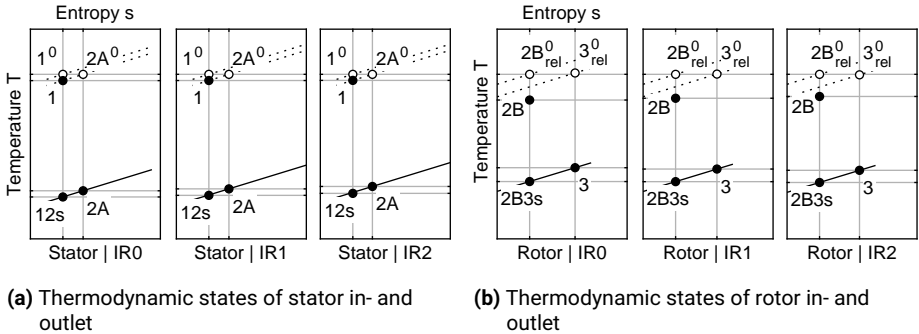 Entropy s
Entropy s
Temperature T
1⁰ 2A⁰
1
12s 2A
Stator | IR0
1⁰ 2A⁰
1
12s 2A
Stator | IR1
1⁰ 2A⁰
1
12s 2A
Stator | IR2
Temperature T
2B⁰rel 3⁰rel
2B
2B3s 3
Rotor | IR0
2B⁰rel 3⁰rel
2B
2B3s 3
Rotor | IR1
2B⁰rel 3⁰rel
2B
2B3s 3
Rotor | IR2
(a) Thermodynamic states of stator in- and
outlet
(b) Thermodynamic states of rotor in- and
outlet